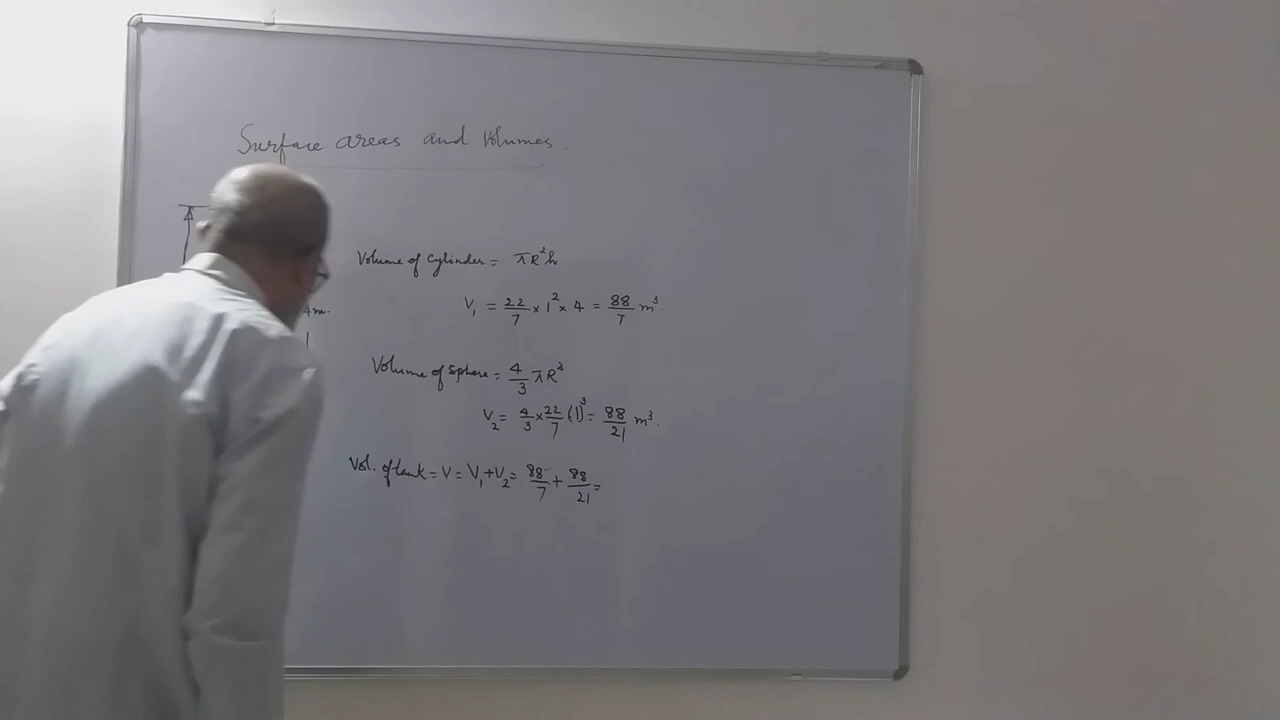 Surface areas and Volumes :
Volume of Cylinder = πR²h
4m.
V₁ = 22/7 × 1² × 4 = 88/7 m³.
Volume of Sphere = 4/3 πR³
V₂ = 4/3 × 22/7 (1)³ = 88/21 m³.
Vol. of tank = V = V₁ + V₂ = 88/7 + 88/21 =